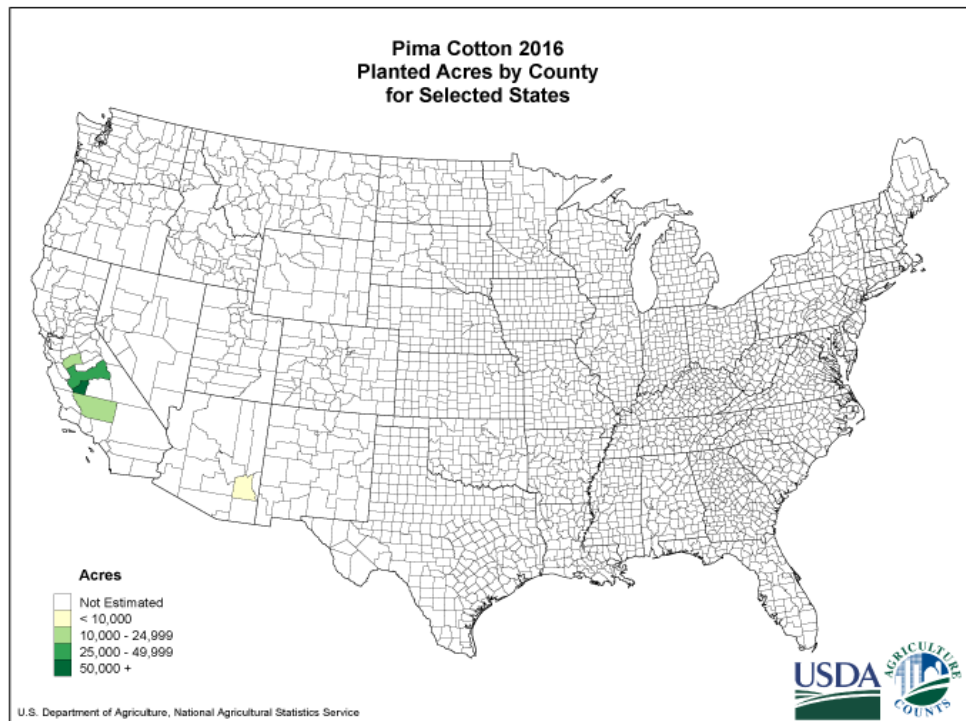 Pima Cotton 2016
Planted Acres by County
for Selected States
Acres
Not Estimated
< 10,000
10,000 - 24,999
25,000 - 49,999
50,000 +
USDA
AGRICULTURE
COUNTS
U.S. Department of Agriculture, National Agricultural Statistics Service